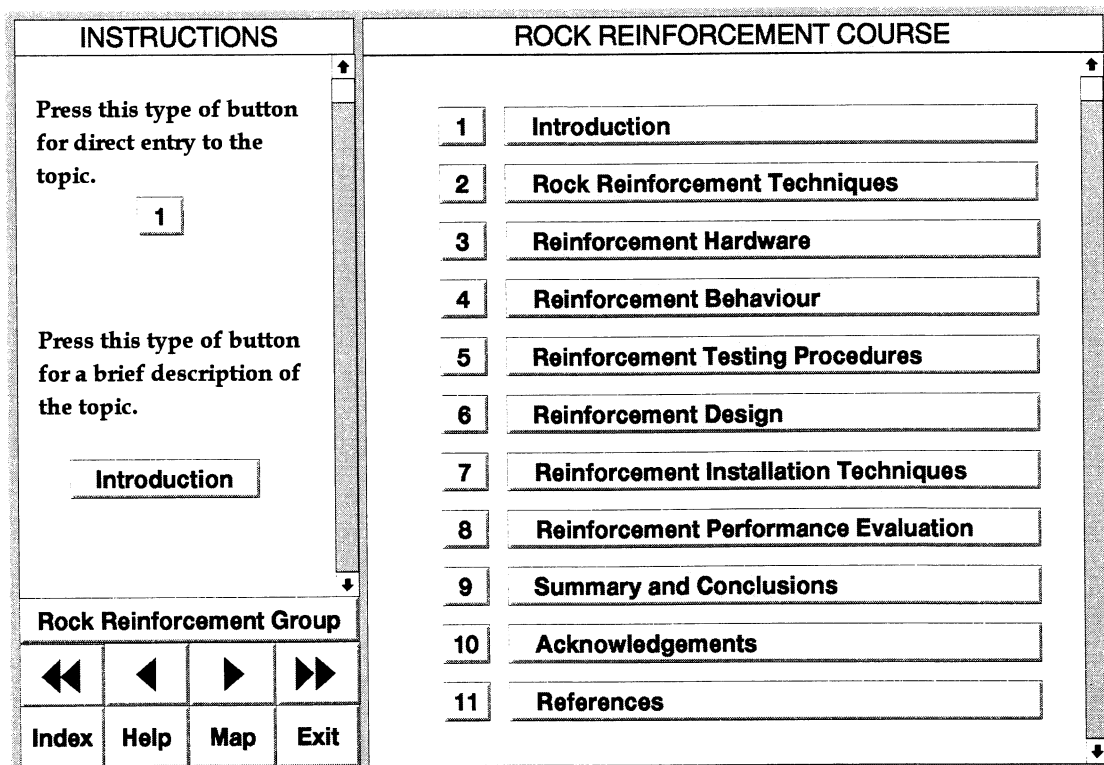 INSTRUCTIONS
Press this type of button
for direct entry to the
topic.
1
Press this type of button
for a brief description of
the topic.
Introduction
Rock Reinforcement Group
Index Help Map Exit
ROCK REINFORCEMENT COURSE
1 Introduction
2 Rock Reinforcement Techniques
3 Reinforcement Hardware
4 Reinforcement Behaviour
5 Reinforcement Testing Procedures
6 Reinforcement Design
7 Reinforcement Installation Techniques
8 Reinforcement Performance Evaluation
9 Summary and Conclusions
10 Acknowledgements
11 References